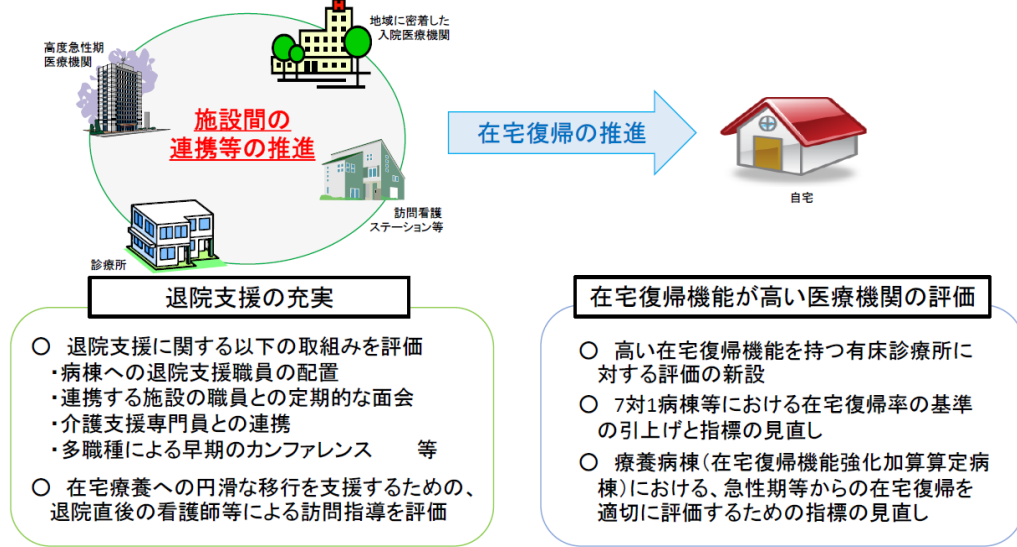 高度急性期
医療機関
地域に密着した
入院医療機関
施設間の
連携等の推進
訪問看護
ステーション等
診療所
在宅復帰の推進
自宅
H
退院支援の充実
○ 退院支援に関する以下の取組みを評価
・病棟への退院支援職員の配置
・連携する施設の職員との定期的な面会
・介護支援専門員との連携
・多職種による早期のカンファレンス 等
○ 在宅療養への円滑な移行を支援するための、
退院直後の看護師等による訪問指導を評価
在宅復帰機能が高い医療機関の評価
○ 高い在宅復帰機能を持つ有床診療所に
対する評価の新設
○ 7対1病棟等における在宅復帰率の基準
の引上げと指標の見直し
○ 療養病棟(在宅復帰機能強化加算算定病
棟)における、急性期等からの在宅復帰を
適切に評価するための指標の見直し